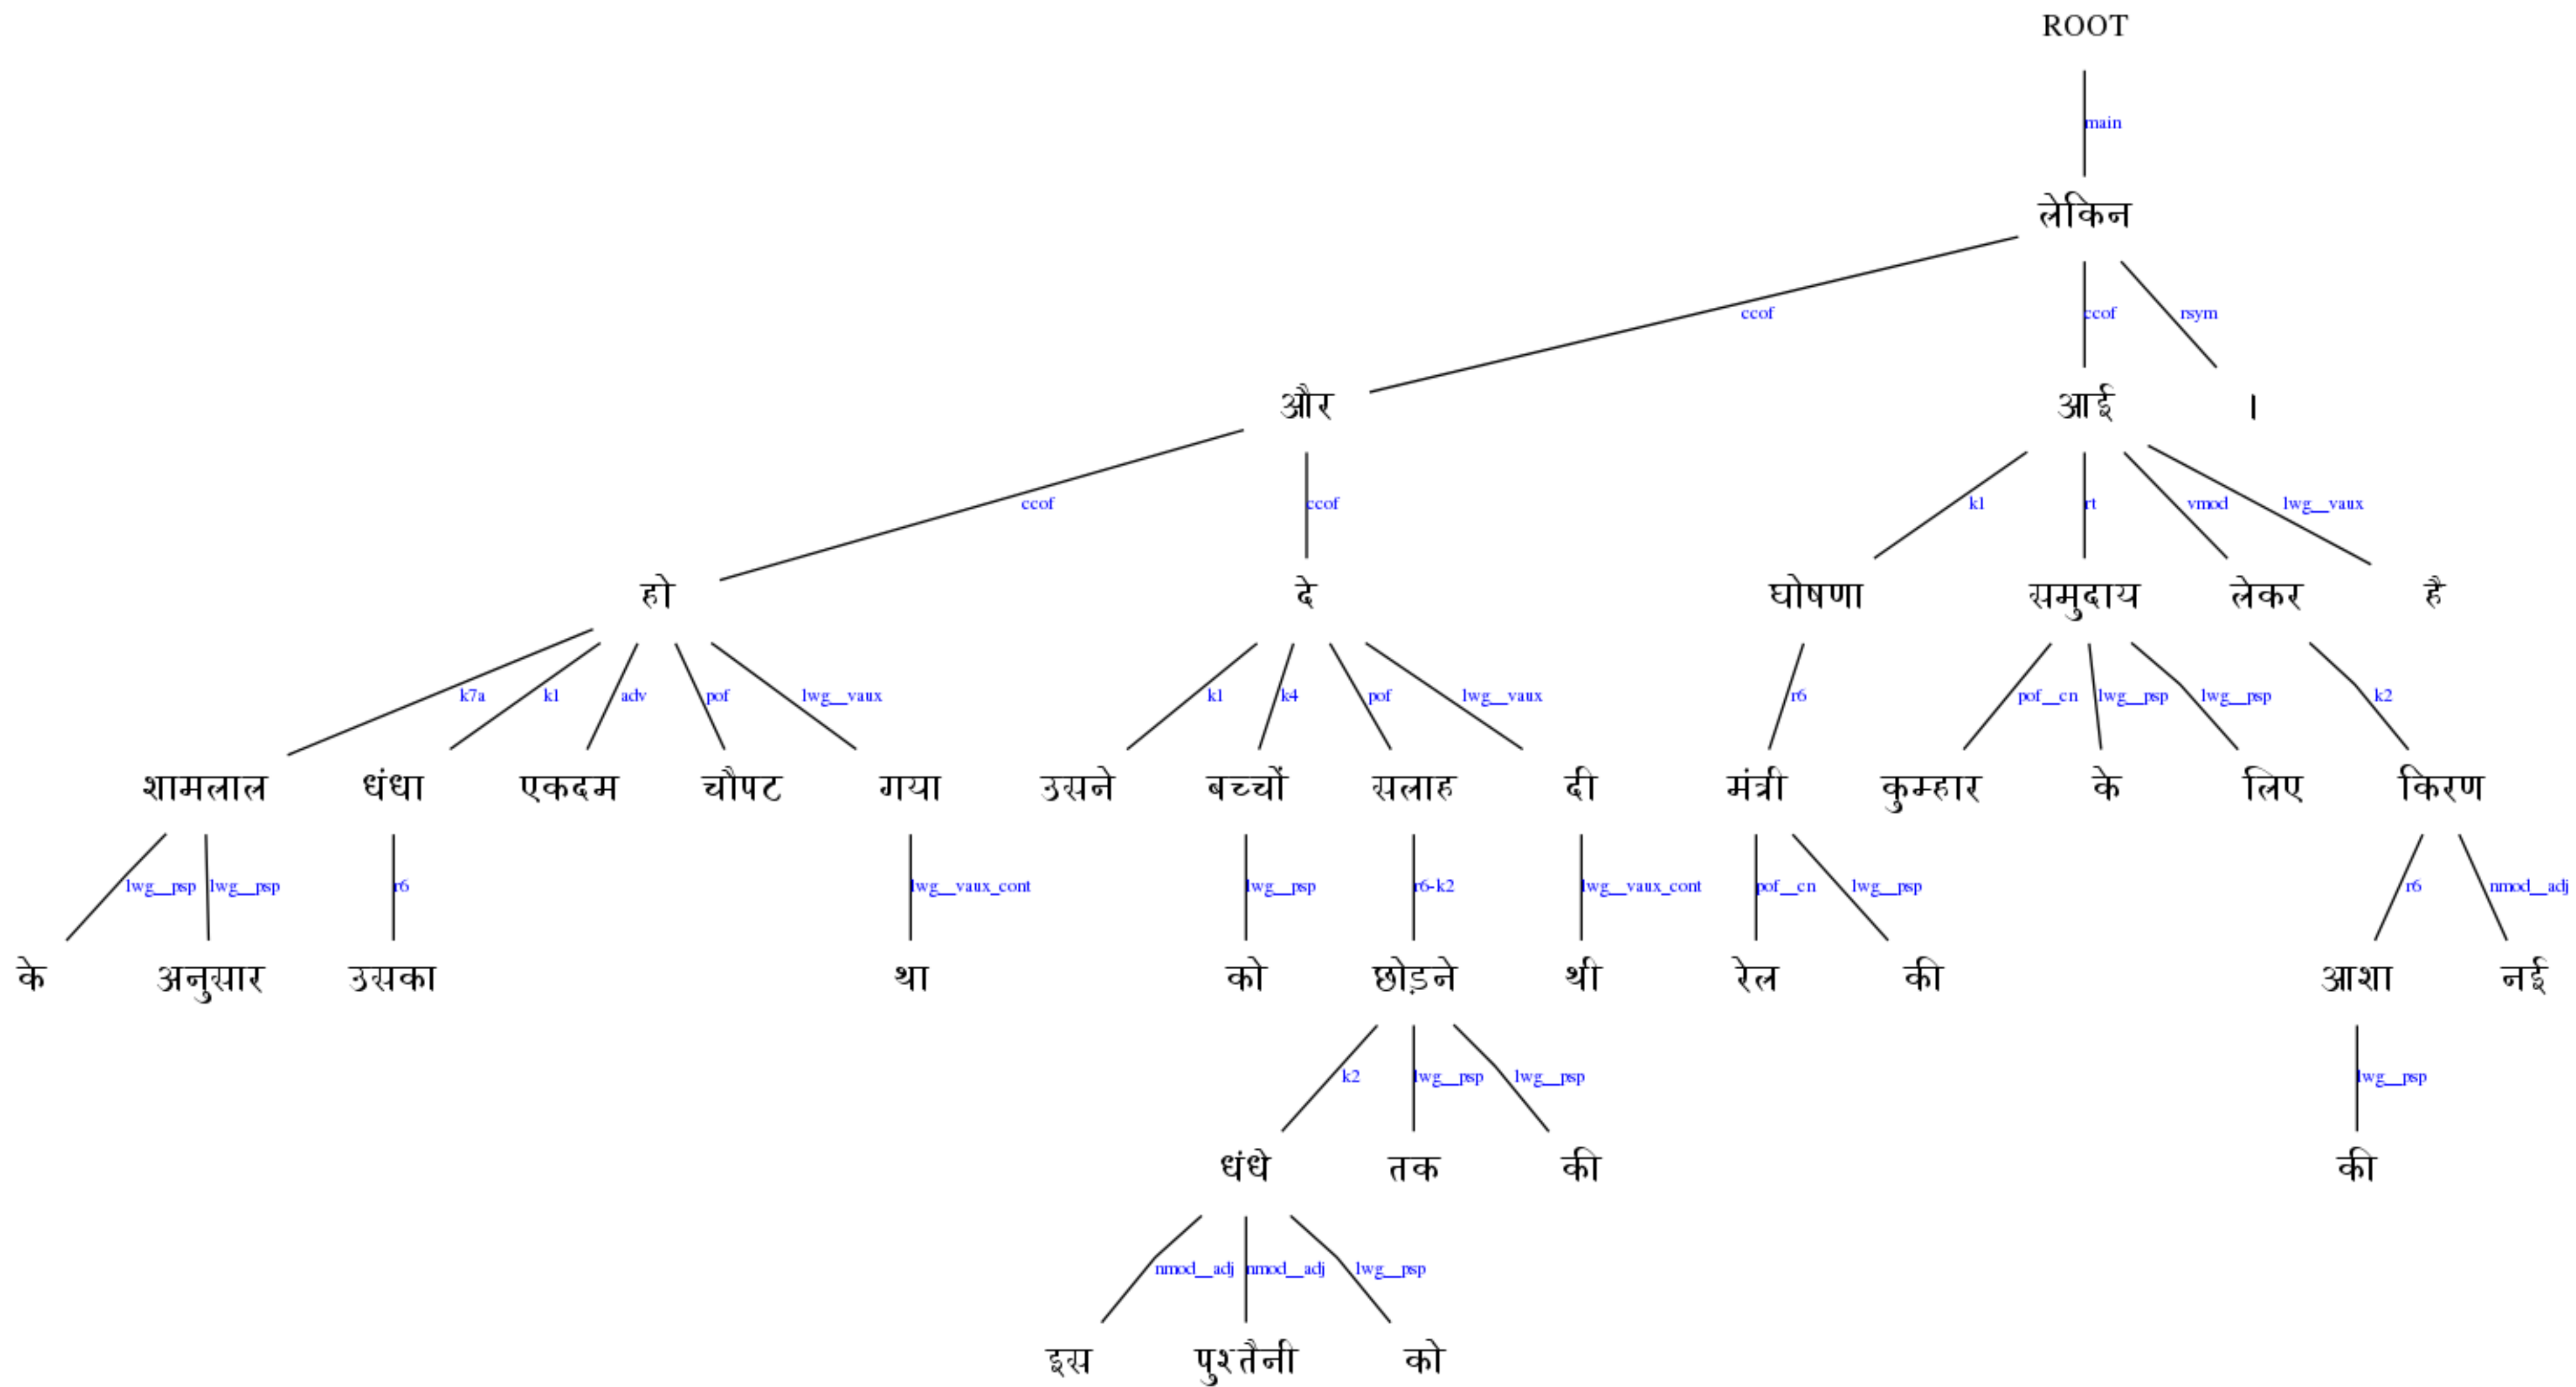 ROOT
main
लेकिन
ccof ccof rsym
और आई ।
ccof ccof k1 rt vmod lwg__vaux
हो दे घोषणा समुदाय लेकर है
k7a k1 adv pof lwg__vaux k1 k4 pof lwg__vaux r6 pof__cn lwg__psp lwg__psp k2
शामलाल धंधा एकदम चौपट गया उसने बच्चों सलाह दी मंत्री कुम्हार के लिए किरण
lwg__psp lwg__psp r6 lwg__vaux_cont lwg__psp r6-k2 lwg__vaux_cont pof__cn lwg__psp r6 nmod__adj
के अनुसार उसका था को छोड़ने थी रेल की आशा नई
k2 lwg__psp lwg__psp lwg__psp
धंधे तक की की
nmod__adj nmod__adj lwg__psp
इस पुश्तैनी को